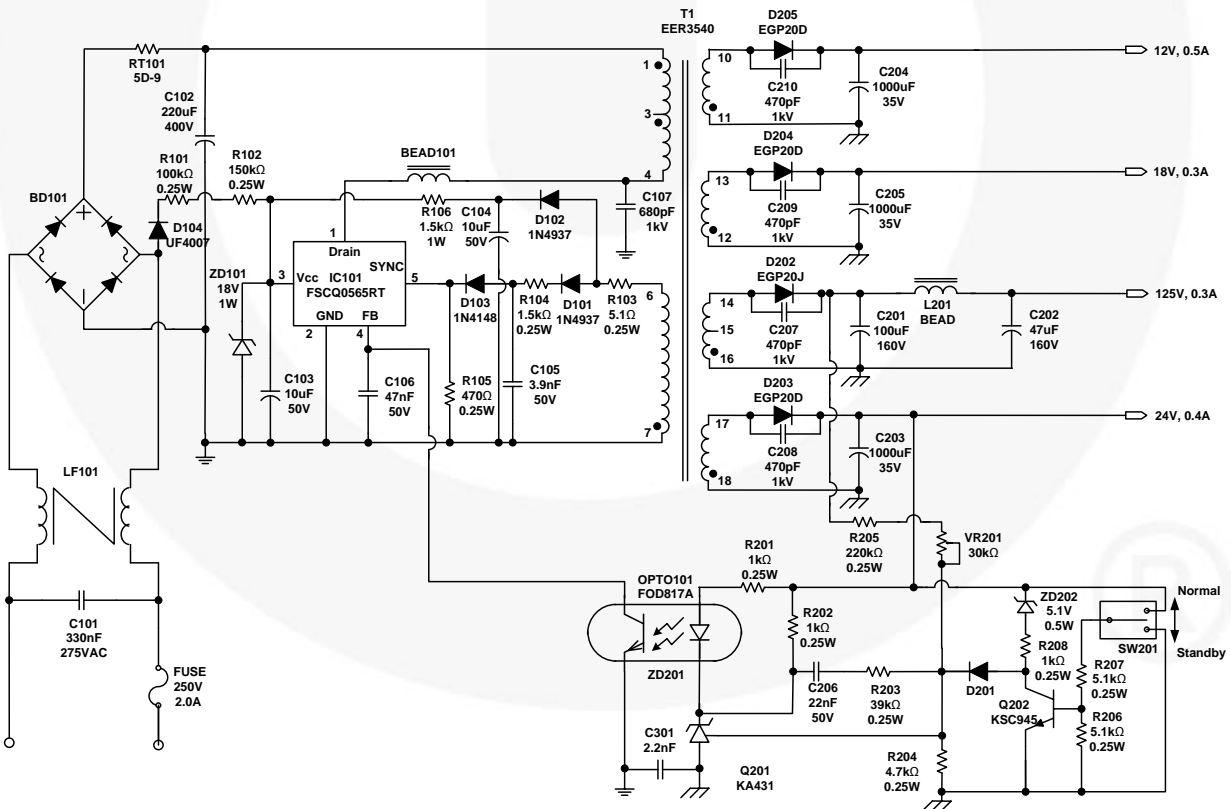 T1
EER3540
RT101
5D-9
C102
220uF
400V
R101
100kΩ
0.25W
R102
150kΩ
0.25W
BD101
D104
UF4007
BEAD101
1
3
4
C107
680pF
1kV
R106
1.5kΩ
1W
C104
10uF
50V
D102
1N4937
ZD101
18V
1W
1
Drain
3
Vcc
IC101
FSCQ0565RT
SYNC
5
GND
FB
2
4
D103
1N4148
R104
1.5kΩ
0.25W
D101
1N4937
R103
5.1Ω
0.25W
6
7
C103
10uF
50V
C106
47nF
50V
R105
470Ω
0.25W
C105
3.9nF
50V
LF101
C101
330nF
275VAC
FUSE
250V
2.0A
D205
EGP20D
10
11
C210
470pF
1kV
C204
1000uF
35V
12V, 0.5A
D204
EGP20D
13
12
C209
470pF
1kV
C205
1000uF
35V
18V, 0.3A
D202
EGP20J
14
15
16
C207
470pF
1kV
C201
100uF
160V
L201
BEAD
C202
47uF
160V
125V, 0.3A
D203
EGP20D
17
18
C208
470pF
1kV
C203
1000uF
35V
24V, 0.4A
R205
220kΩ
0.25W
VR201
30kΩ
R201
1kΩ
0.25W
OPTO101
FOD817A
ZD201
R202
1kΩ
0.25W
C206
22nF
50V
R203
39kΩ
0.25W
D201
ZD202
5.1V
0.5W
R208
1kΩ
0.25W
SW201
Normal
Standby
R207
5.1kΩ
0.25W
R206
5.1kΩ
0.25W
Q202
KSC945
C301
2.2nF
Q201
KA431
R204
4.7kΩ
0.25W
®